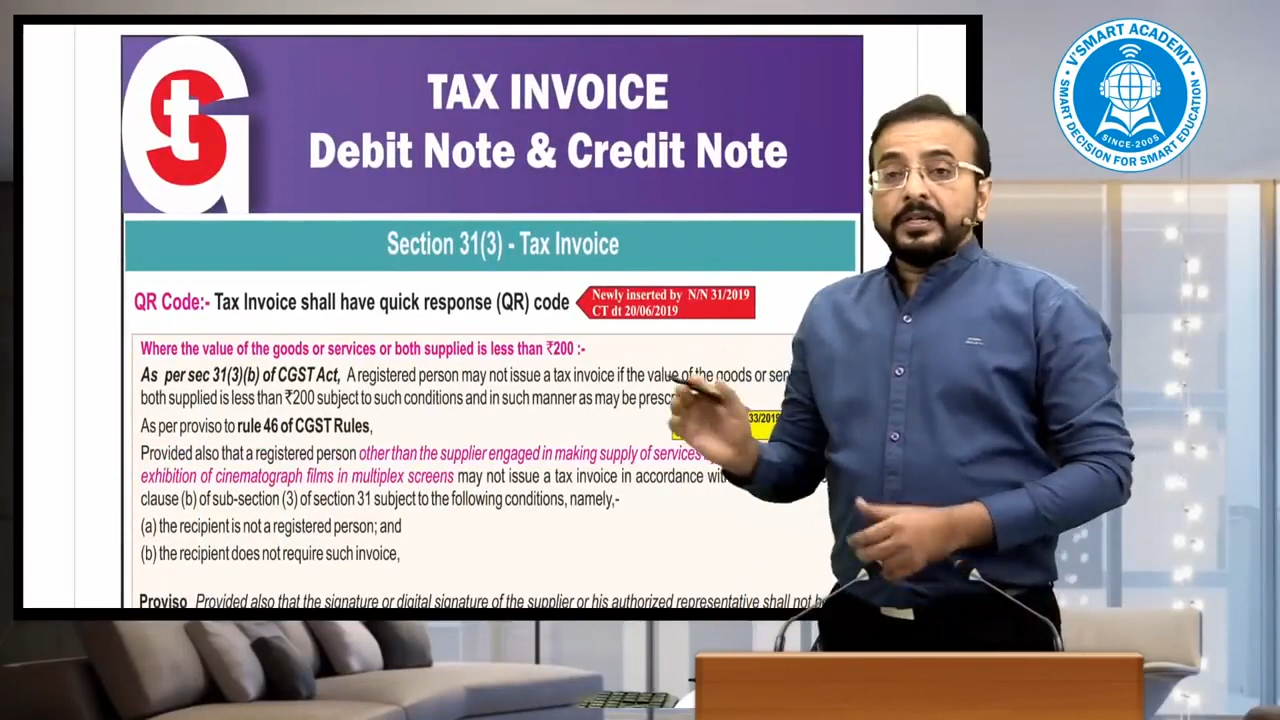 GSt
TAX INVOICE
Debit Note & Credit Note
Section 31(3) - Tax Invoice
QR Code:- Tax Invoice shall have quick response (QR) code
Newly inserted by N/N 31/2019
CT dt 20/06/2019
Where the value of the goods or services or both supplied is less than ₹200 :-
As per sec 31(3)(b) of CGST Act, A registered person may not issue a tax invoice if the value of the goods or
both supplied is less than ₹200 subject to such conditions and in such manner as may be
33/2019
As per proviso to rule 46 of CGST Rules,
Provided also that a registered person other than the supplier engaged in making supply of services
exhibition of cinematograph films in multiplex screens may not issue a tax invoice in accordance
clause (b) of sub-section (3) of section 31 subject to the following conditions, namely,-
(a) the recipient is not a registered person; and
(b) the recipient does not require such invoice,
Proviso Provided also that the signature or digital signature of the supplier or his authorized representative shall not
V'SMART ACADEMY
SINCE-2005
SMART DECISION FOR SMART EDUCATION